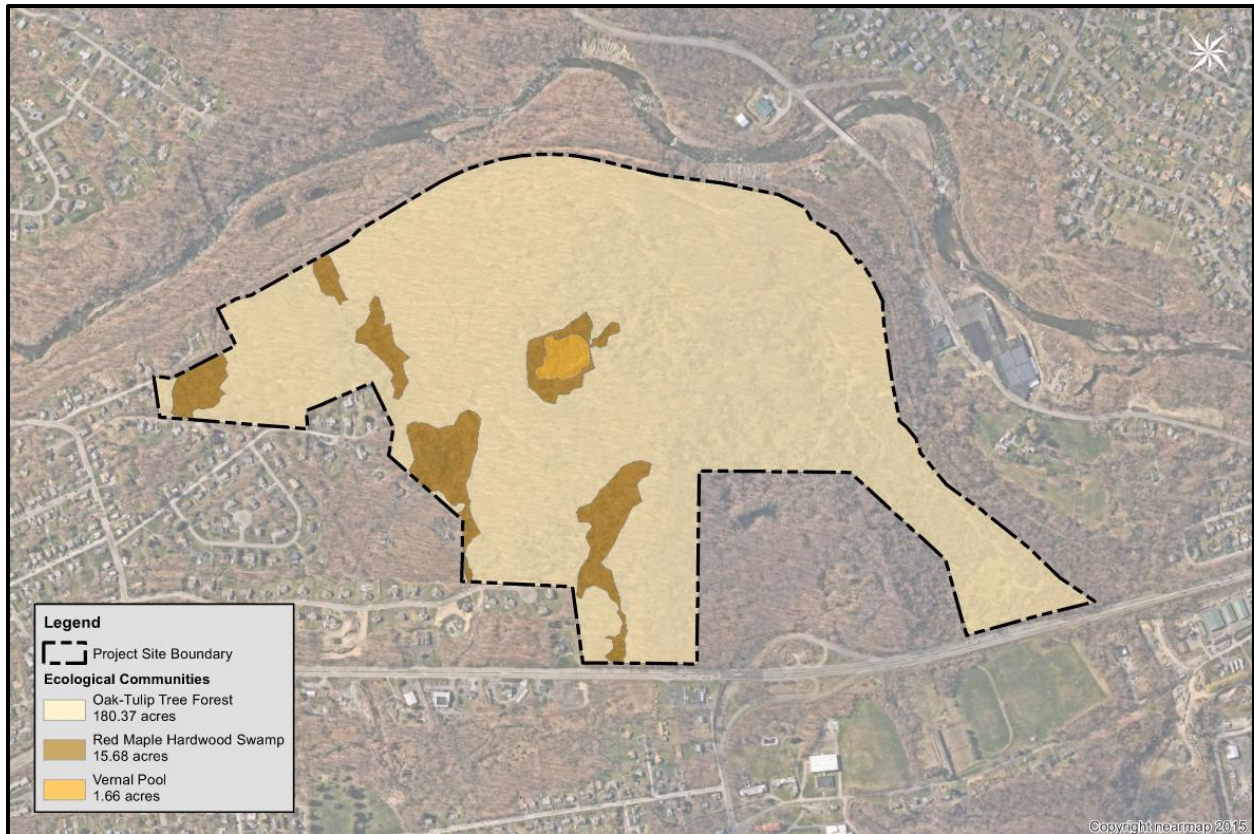 Legend
Project Site Boundary
Ecological Communities
Oak-Tulip Tree Forest
180.37 acres
Red Maple Hardwood Swamp
15.68 acres
Vernal Pool
1.66 acres
Copyright nearmap 2015